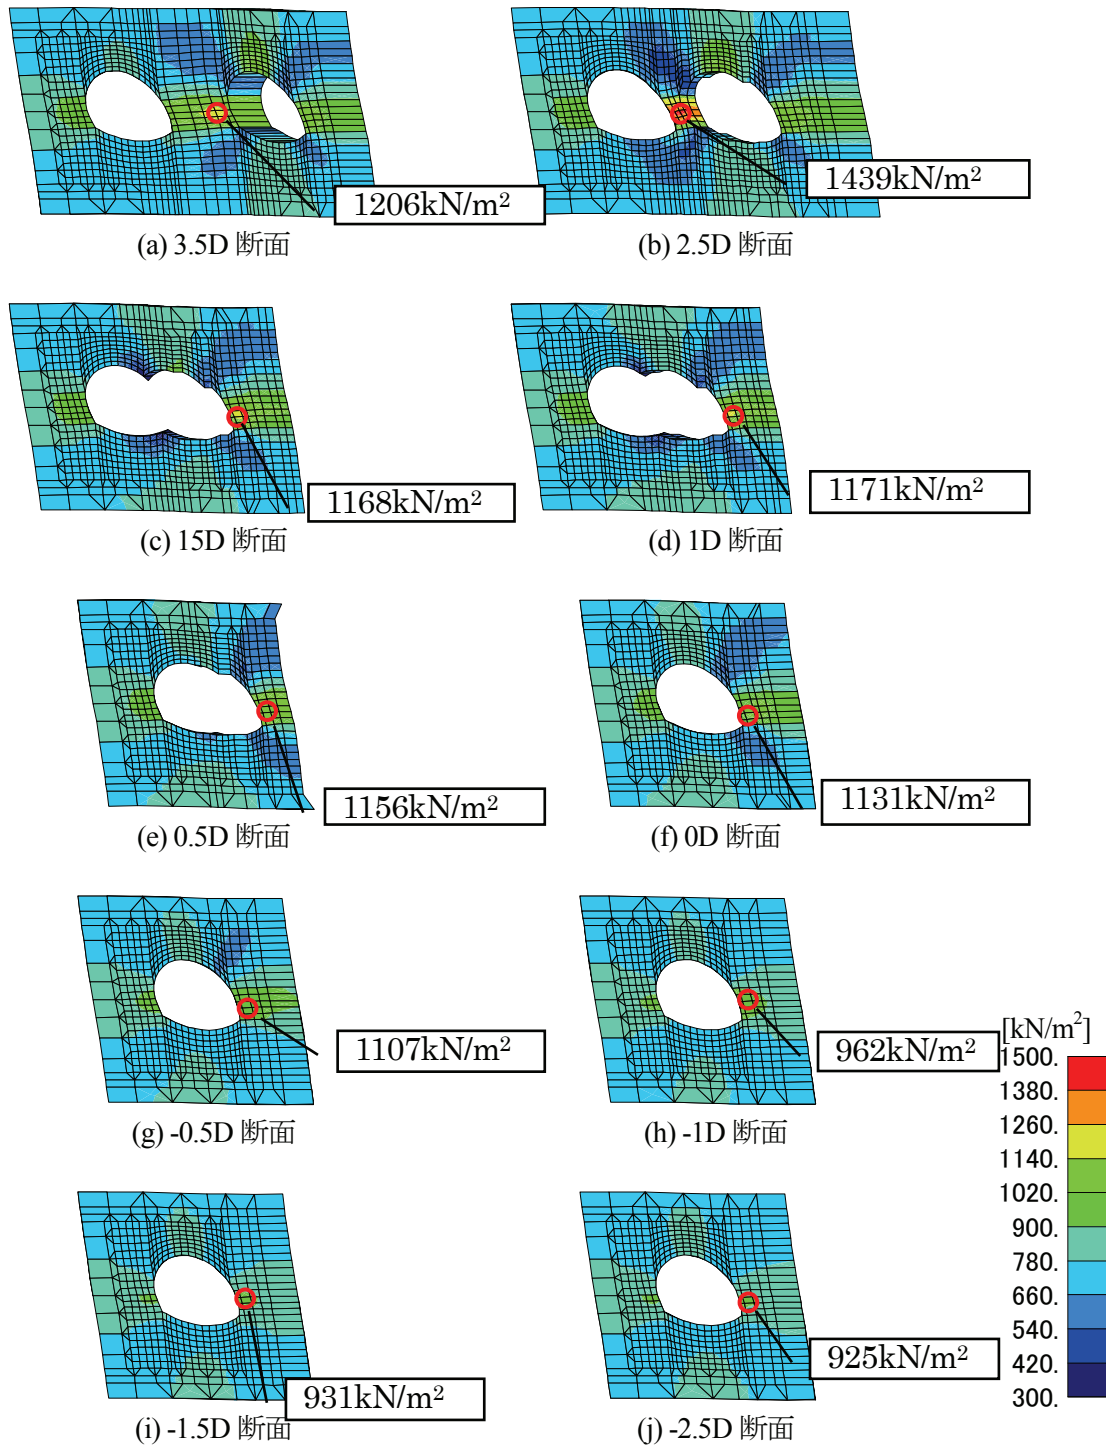 1206kN/m²
1439kN/m²
(a) 3.5D 断面
(b) 2.5D 断面
1168kN/m²
1171kN/m²
(c) 15D 断面
(d) 1D 断面
1156kN/m²
1131kN/m²
(e) 0.5D 断面
(f) 0D 断面
1107kN/m²
962kN/m²
(g) -0.5D 断面
(h) -1D 断面
931kN/m²
925kN/m²
(i) -1.5D 断面
(j) -2.5D 断面
[kN/m²]
1500.
1380.
1260.
1140.
1020.
900.
780.
660.
540.
420.
300.